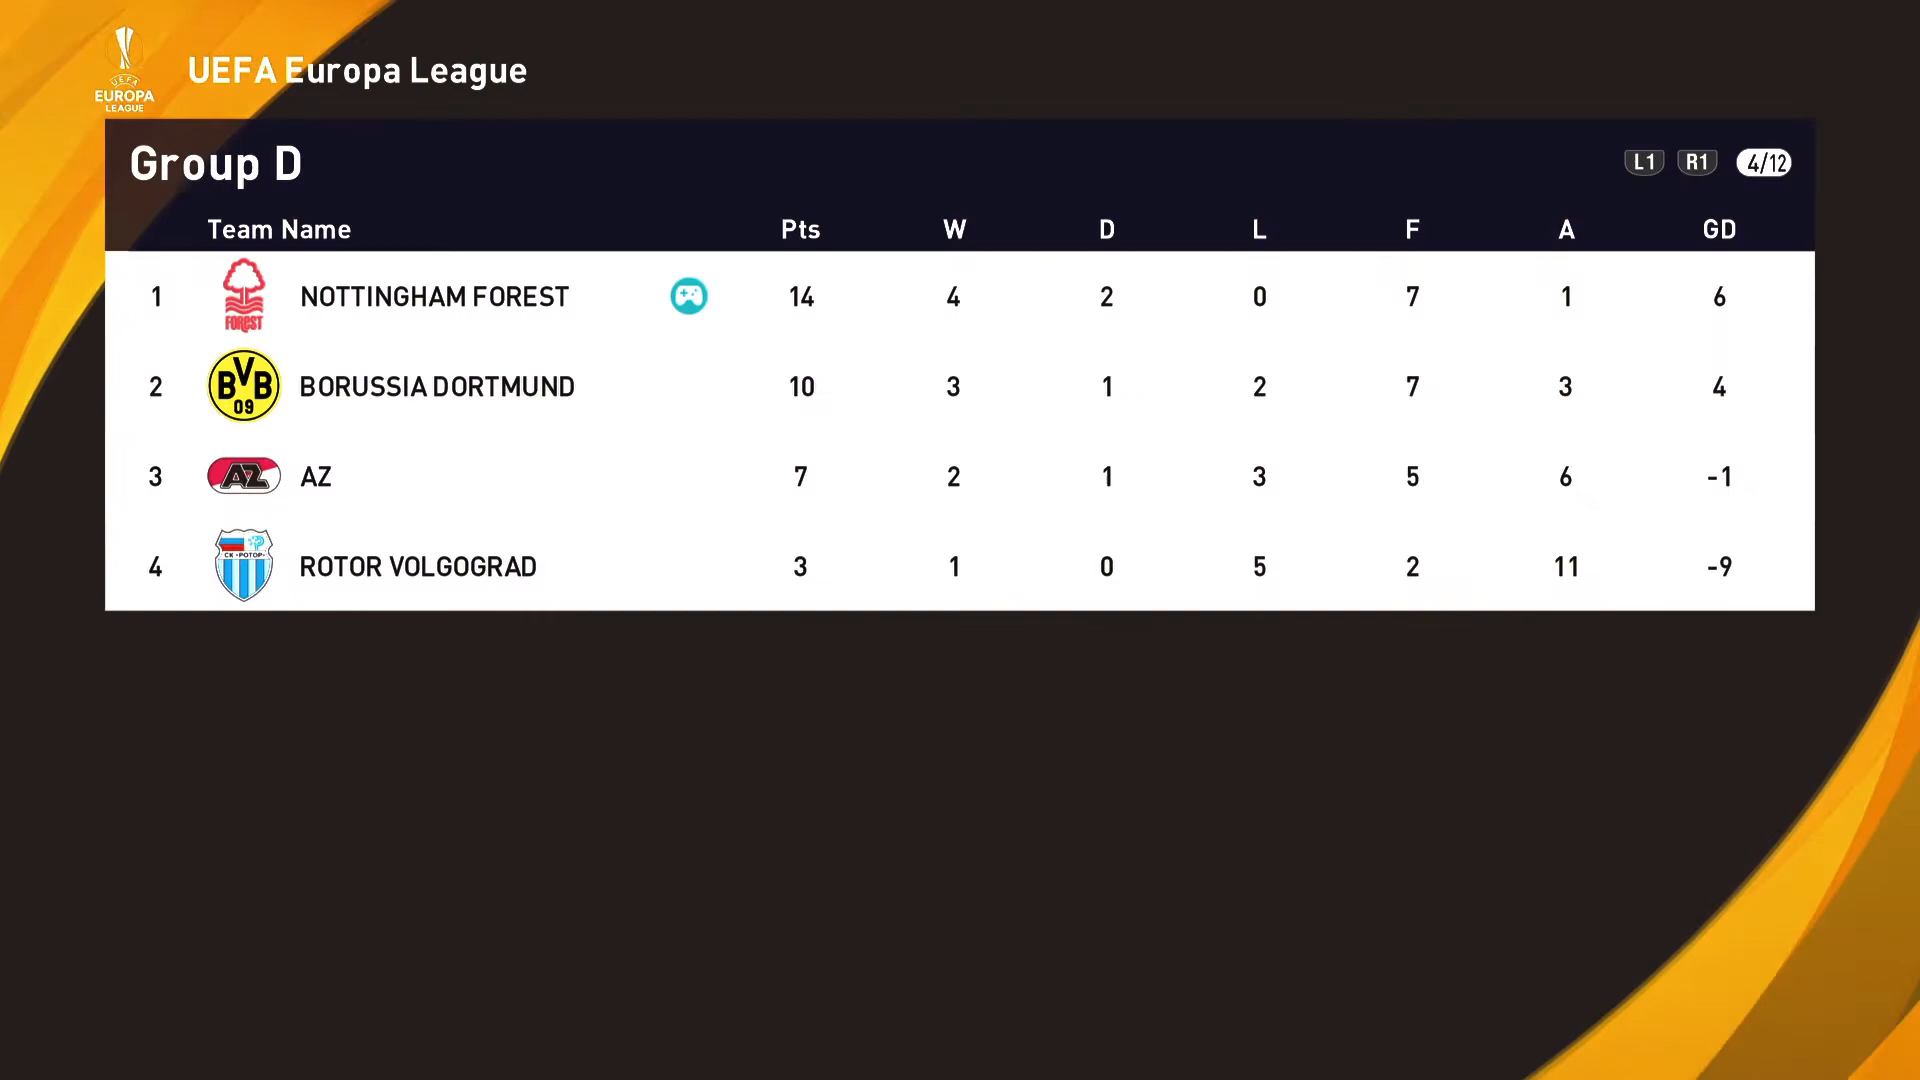 UEFA
EUROPA
LEAGUE
UEFA Europa League
Group D
L1 R1 4/12
Team Name Pts W D L F A GD
1 FOREST NOTTINGHAM FOREST 14 4 2 0 7 1 6
2 BVB 09 BORUSSIA DORTMUND 10 3 1 2 7 3 4
3 AZ AZ 7 2 1 3 5 6 -1
4 СК РОТОР ROTOR VOLGOGRAD 3 1 0 5 2 11 -9